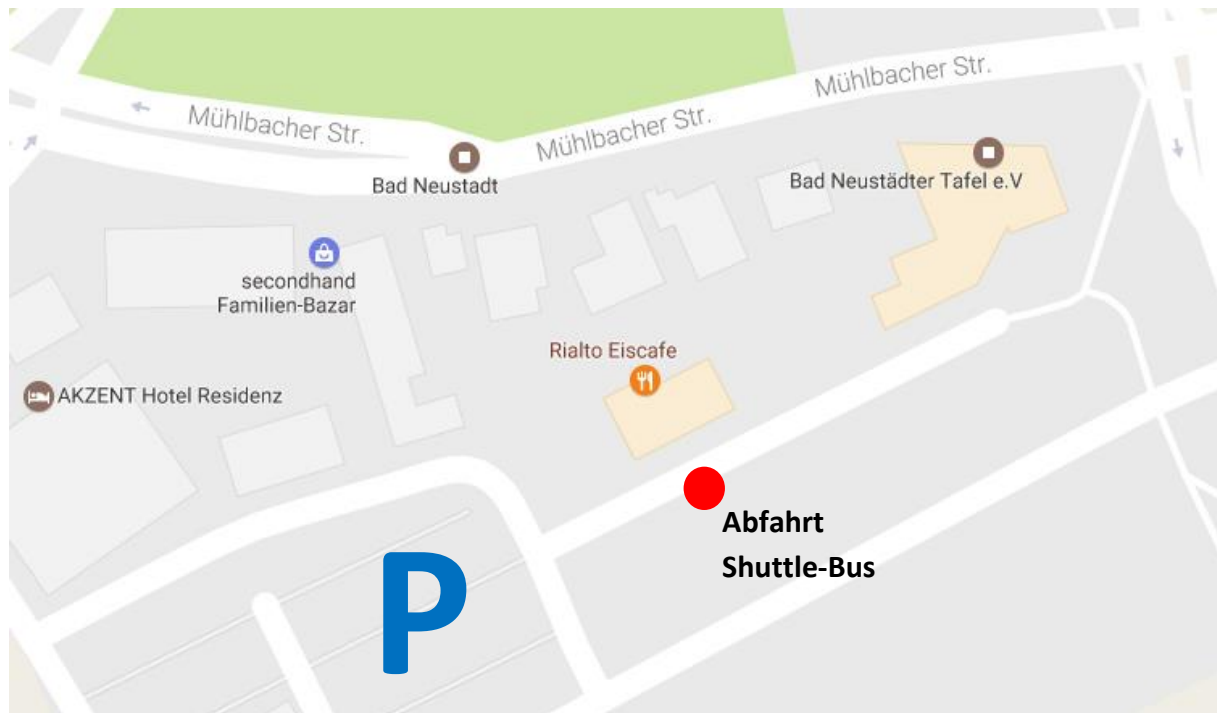 Mühlbacher Str.
Mühlbacher Str.
Mühlbacher Str.
Bad Neustadt
Bad Neustädter Tafel e.V
secondhand
Familien-Bazar
Rialto Eiscafe
AKZENT Hotel Residenz
Abfahrt
Shuttle-Bus
P